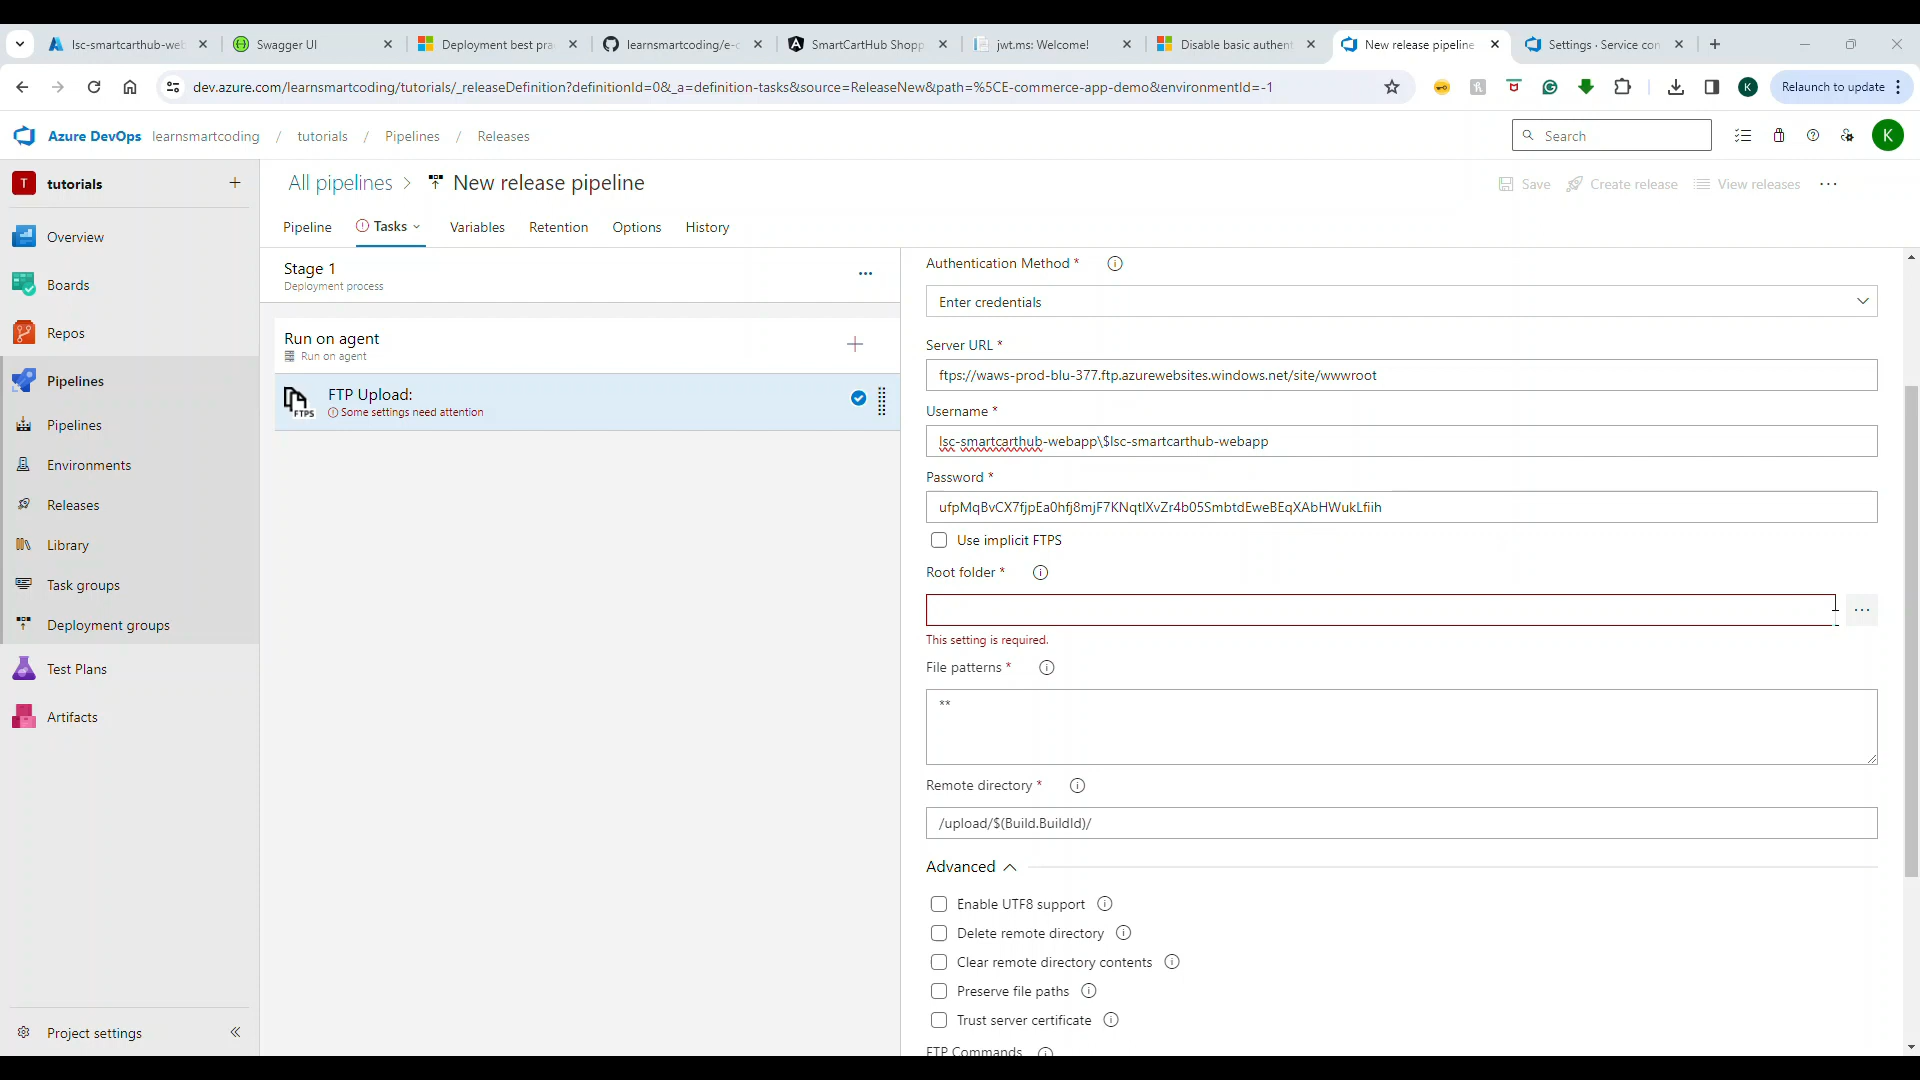 lsc-smartcarthub-web
Swagger UI
Deployment best pra
learnsmartcoding/e-c
SmartCartHub Shopp
jwt.ms: Welcome!
Disable basic authent
New release pipeline
Settings · Service con
dev.azure.com/learnsmartcoding/tutorials/_releaseDefinition?definitionId=0&_a=definition-tasks&source=ReleaseNew&path=%5CE-commerce-app-demo&environmentId=-1
Relaunch to update
K
Azure DevOps
learnsmartcoding / tutorials / Pipelines / Releases
Search
K
T tutorials
Overview
Boards
Repos
Pipelines
Pipelines
Environments
Releases
Library
Task groups
Deployment groups
Test Plans
Artifacts
Project settings
All pipelines > New release pipeline
Save
Create release
View releases
Pipeline
Tasks
Variables
Retention
Options
History
Stage 1
Deployment process
Run on agent
Run on agent
FTPS
FTP Upload:
Some settings need attention
Authentication Method *
Enter credentials
Server URL *
ftps://waws-prod-blu-377.ftp.azurewebsites.windows.net/site/wwwroot
Username *
lsc-smartcarthub-webapp\$lsc-smartcarthub-webapp
Password *
ufpMqBvCX7fjpEa0hfj8mjF7KNqtlXvZr4b05SmbtdEweBEqXAbHWukLfiih
Use implicit FTPS
Root folder *
This setting is required.
File patterns *
**
Remote directory *
/upload/$(Build.BuildId)/
Advanced
Enable UTF8 support
Delete remote directory
Clear remote directory contents
Preserve file paths
Trust server certificate
FTP Commands